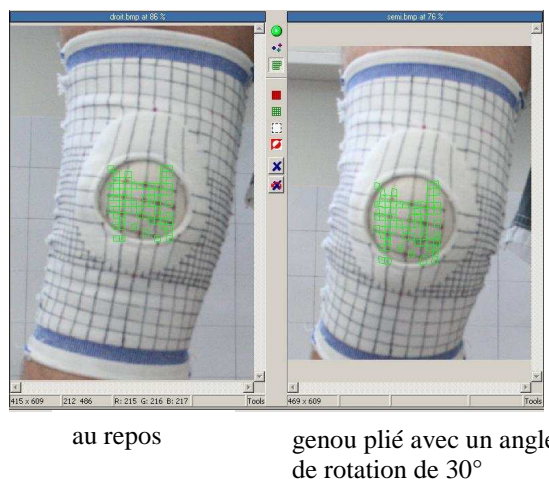 droit.bmp at 86 %
semi.bmp at 76 %
415 x 609
212 486
R: 215 G: 216 B: 217
Tools
469 x 609
Tools
au repos
genou plié avec un angle
de rotation de 30°